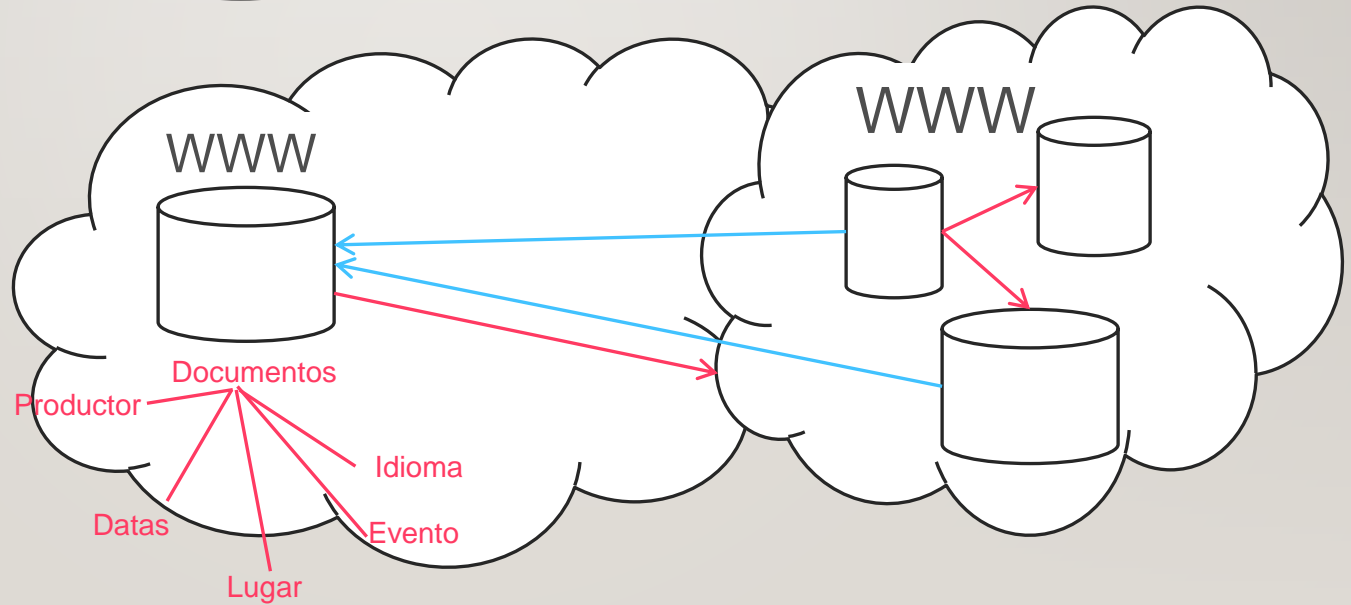 WWW
WWW
Documentos
Productor
Idioma
Datas
Evento
Lugar